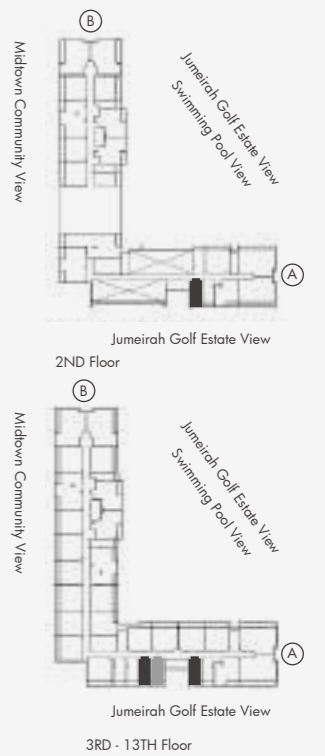 B
Midtown Community View
Jumeirah Golf Estate View
Swimming Pool View
A
Jumeirah Golf Estate View
2ND Floor
B
Midtown Community View
Jumeirah Golf Estate View
Swimming Pool View
A
Jumeirah Golf Estate View
3RD - 13TH Floor